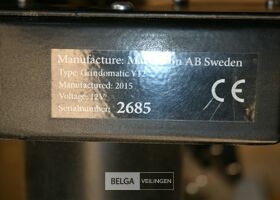 Manufacture: AB Sweden
Type: Grindomatic V12
Manufactured: 2015
Voltage: 12V
Serialnumber: 2685
CE
BELGA VEILINGEN